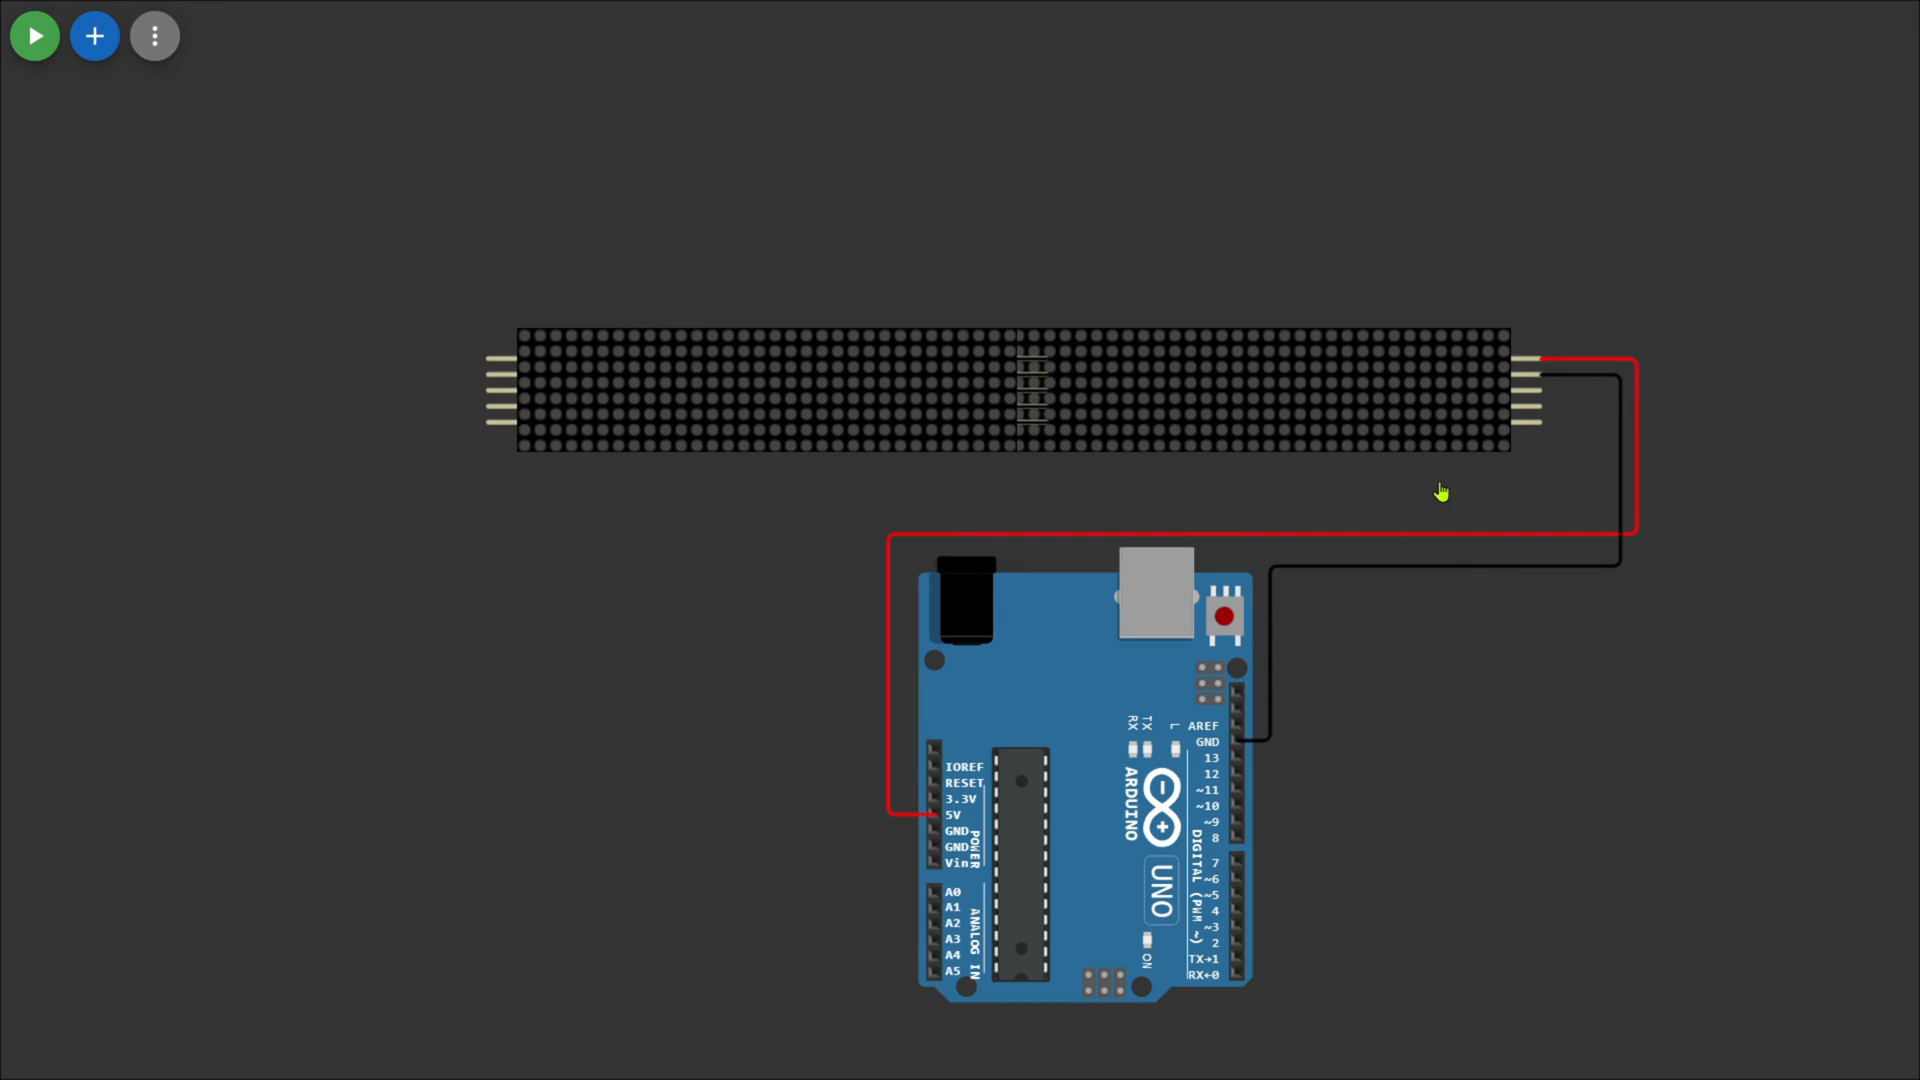 RX
TX
L
AREF
GND
13
12
~11
~10
~9
8
7
~6
~5
4
~3
2
TX→1
RX←0
DIGITAL (PWM ~)
ARDUINO
UNO
ON
IOREF
RESET
3.3V
5V
GND
GND
Vin
POWER
A0
A1
A2
A3
A4
A5
ANALOG IN